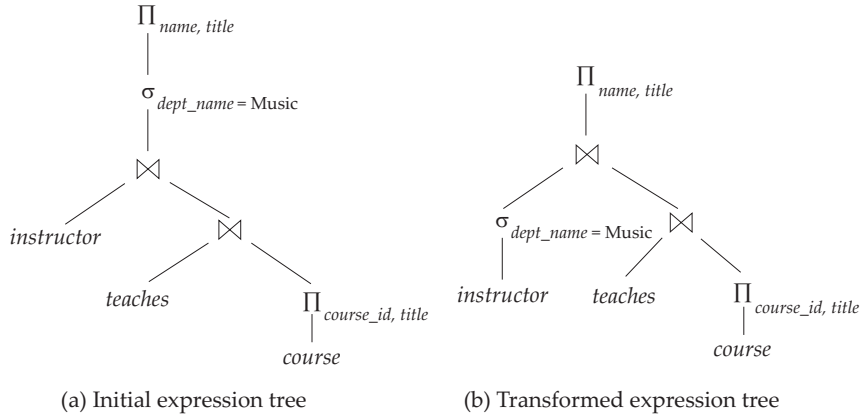 ∏ name, title
σ dept_name = Music
⋈
instructor
⋈
teaches
∏ course_id, title
course
(a) Initial expression tree
∏ name, title
⋈
σ dept_name = Music
⋈
instructor
teaches
∏ course_id, title
course
(b) Transformed expression tree